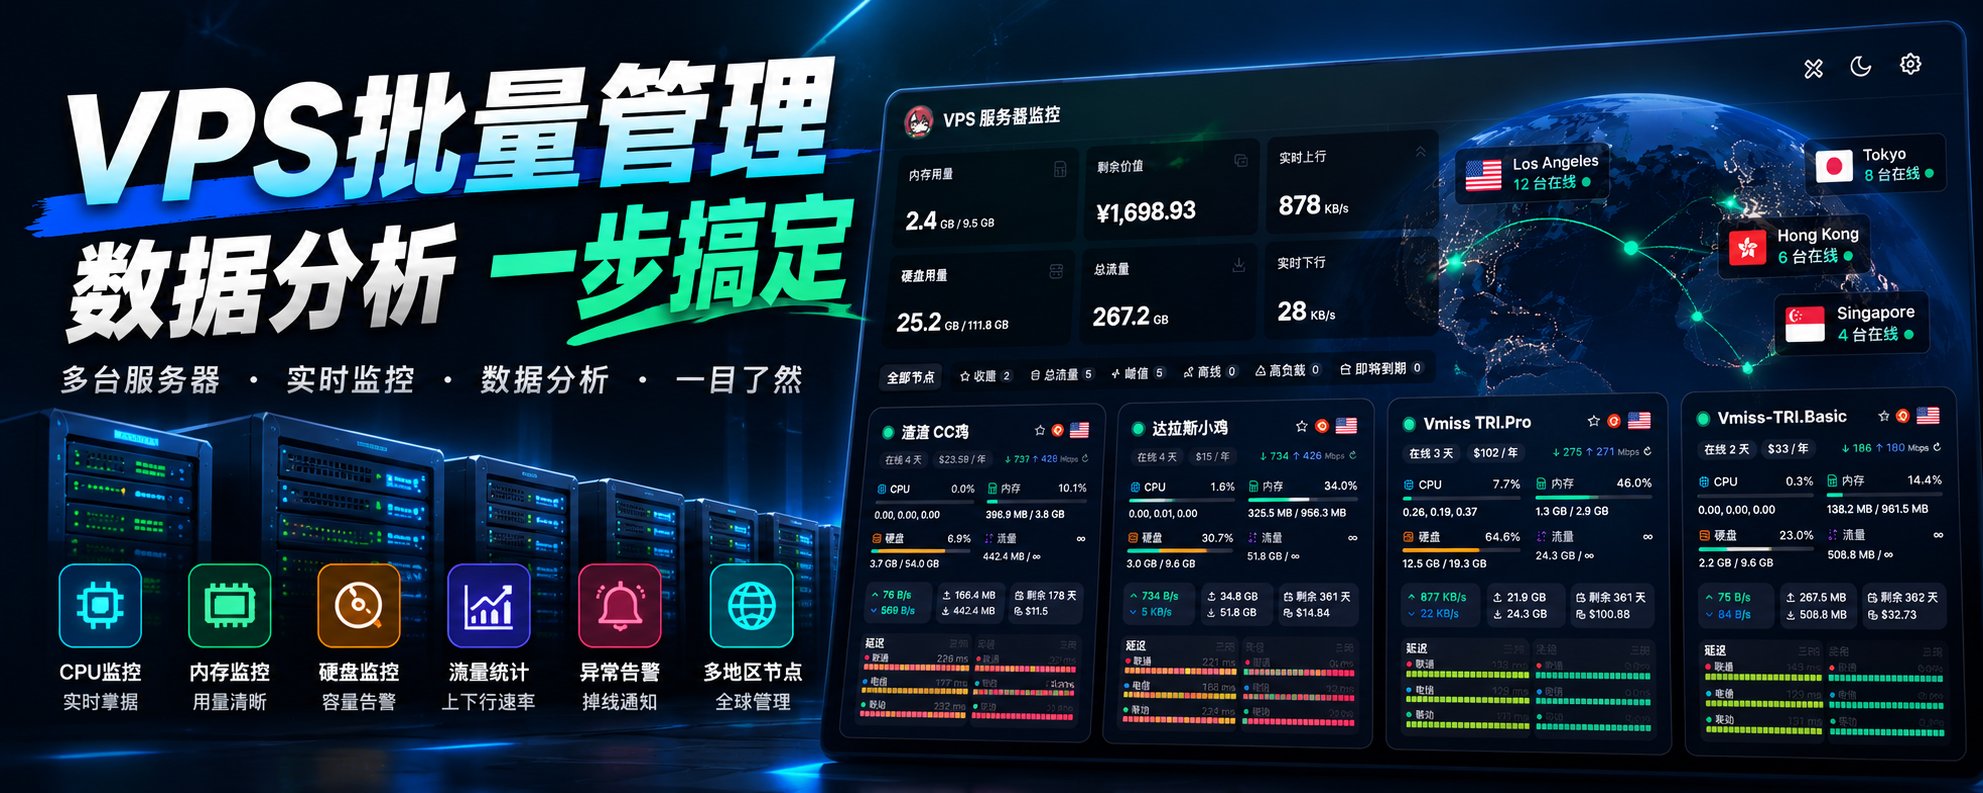 VPS批量管理
数据分析 一步搞定
多台服务器 · 实时监控 · 数据分析 · 一目了然
CPU监控
实时掌据
内存监控
用量清晰
硬盘监控
容量告警
流量统计
上下行速率
异常告警
掉线通知
多地区节点
全球管理
VPS 服务器监控
内存用量
2.4 GB / 9.5 GB
剩余价值
¥1,698.93
实时上行
878 KB/s
硬盘用量
25.2 GB / 111.8 GB
总流量
267.2 GB
实时下行
28 KB/s
Los Angeles
12 台在线
Tokyo
8 台在线
Hong Kong
6 台在线
Singapore
4 台在线
全部节点 2 总流量 5 5 0 高负载 0 即将到期 0
渣渣 CC鸡
在线 4 天 $23.58 / 年 ↓ 737 ↑ 428 Mbps
CPU 0.0% 内存 10.1%
0.00, 0.00, 0.00 396.9 MB / 3.8 GB
硬盘 6.9% 流量 ∞
3.7 GB / 54.0 GB 442.4 MB / ∞
76 B/s 166.4 MB 剩余 178 天
569 B/s 442.4 MB $11.5
延迟
226 ms
177 ms
232 ms
达拉斯小鸡
在线 4 天 $15 / 年 ↓ 734 ↑ 426 Mbps
CPU 1.6% 内存 34.0%
0.00, 0.01, 0.00 325.5 MB / 956.3 MB
硬盘 30.7% 流量 ∞
3.0 GB / 9.6 GB 51.8 GB / ∞
734 B/s 34.8 GB 剩余 361 天
5 KB/s 51.8 GB $14.84
延迟
221 ms
Vmiss TRI.Pro
在线 3 天 $102 / 年 ↓ 275 ↑ 271 Mbps
CPU 7.7% 内存 46.0%
0.26, 0.19, 0.37 1.3 GB / 2.9 GB
硬盘 64.6% 流量 ∞
12.5 GB / 19.3 GB 24.3 GB / ∞
877 KB/s 21.9 GB 剩余 361 天
22 KB/s 24.3 GB $100.88
延迟
Vmiss-TRI.Basic
在线 2 天 $33 / 年 ↓ 186 ↑ 180 Mbps
CPU 0.3% 内存 14.4%
0.00, 0.00, 0.00 138.2 MB / 961.5 MB
硬盘 23.0% 流量 ∞
2.2 GB / 9.6 GB 508.8 MB / ∞
75 B/s 267.5 MB 剩余 362 天
84 B/s 508.8 MB $32.73
延迟